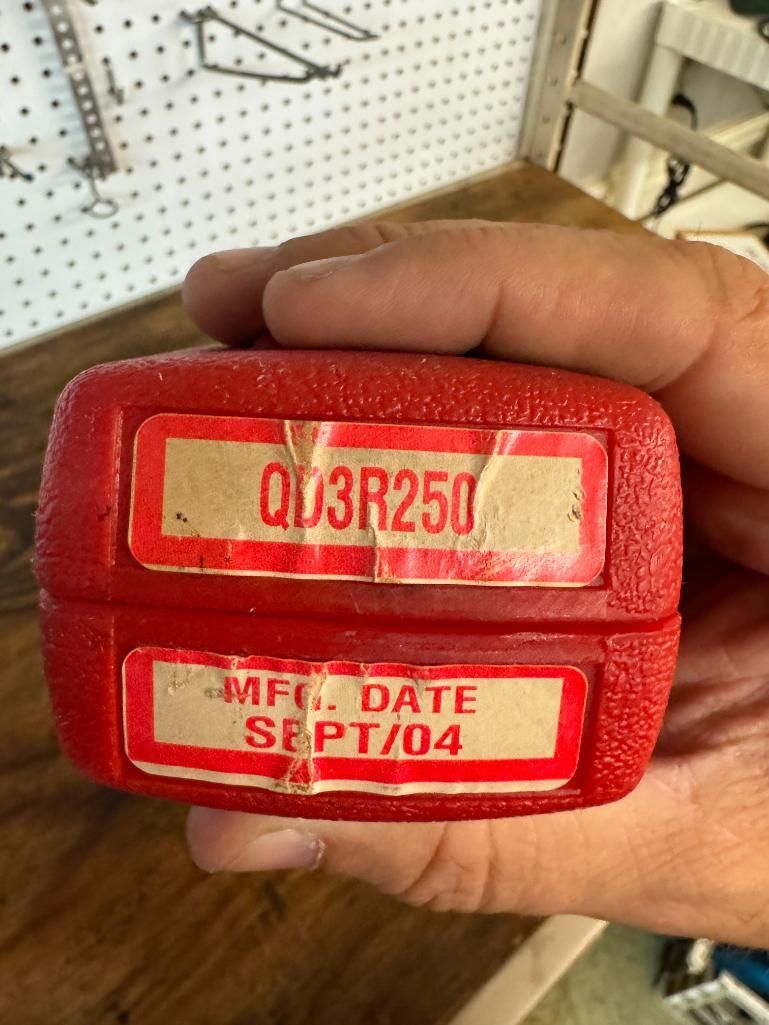 QD3R250
MFG. DATE
SEPT/04